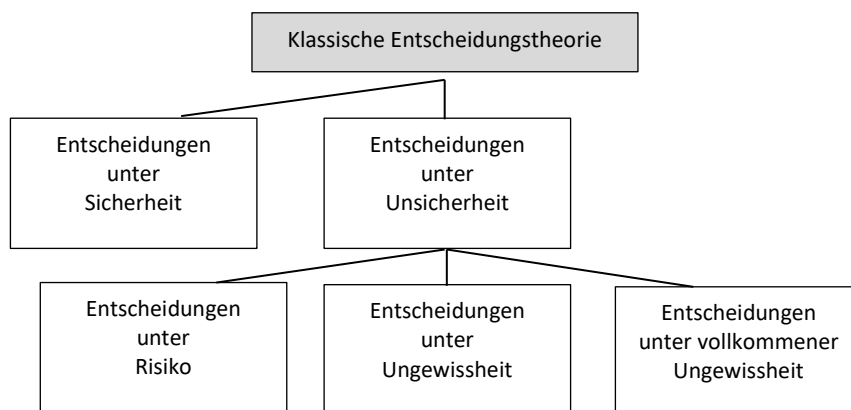 Klassische Entscheidungstheorie
Entscheidungen
unter
Sicherheit
Entscheidungen
unter
Unsicherheit
Entscheidungen
unter
Risiko
Entscheidungen
unter
Ungewissheit
Entscheidungen
unter vollkommener
Ungewissheit